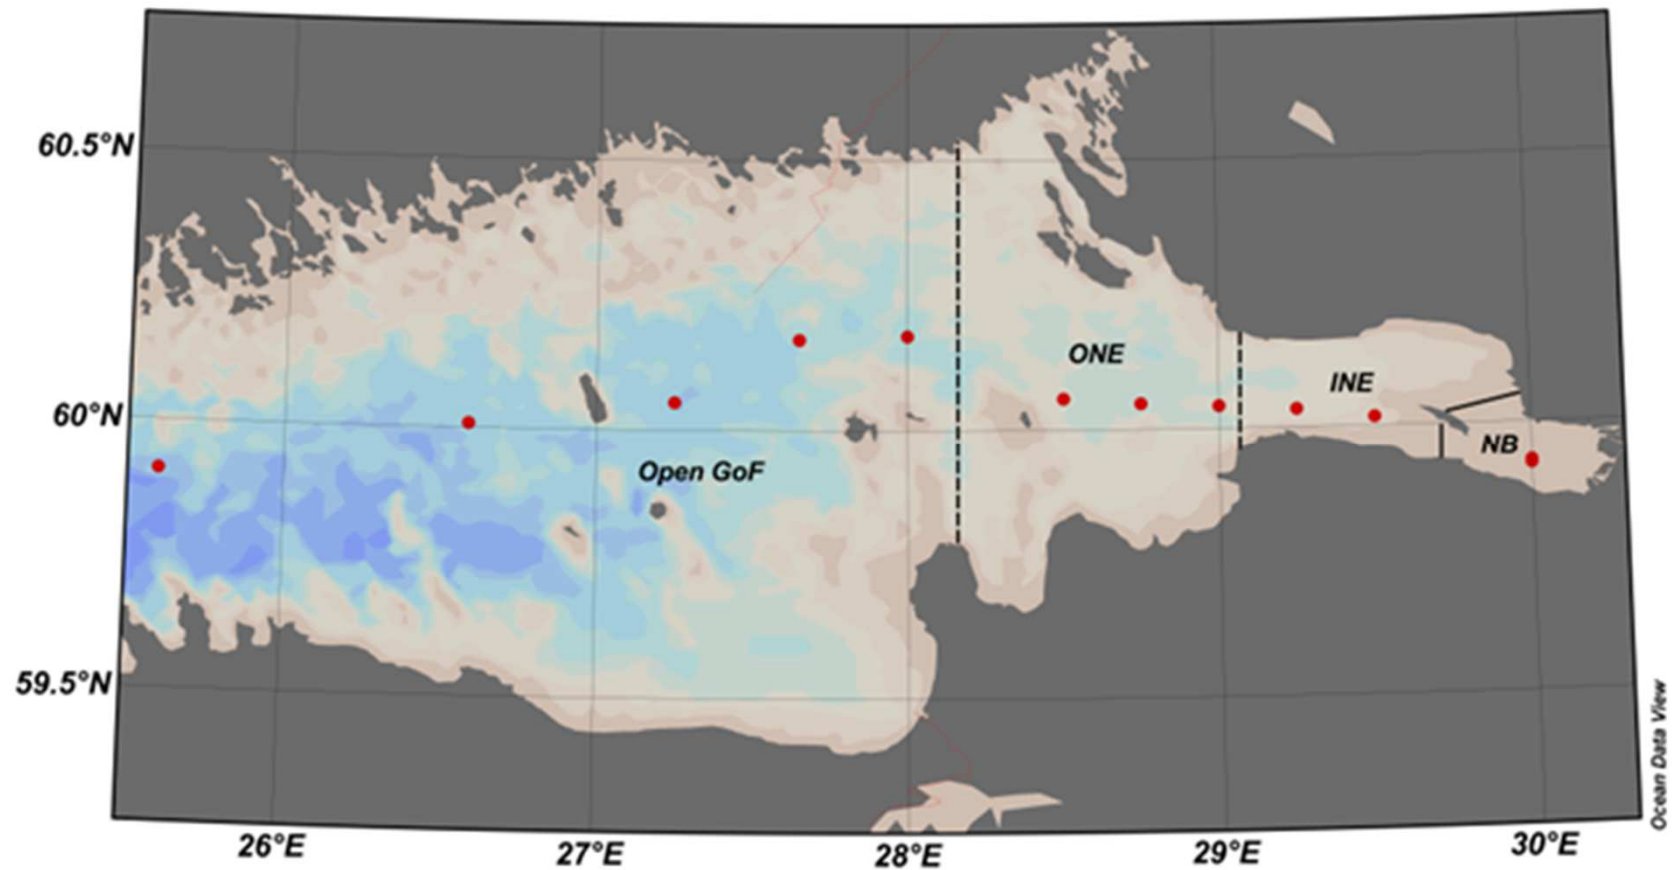 60.5°N
ONE
INE
60°N
NB
Open GoF
59.5°N
Ocean Data View
26°E
27°E
28°E
29°E
30°E